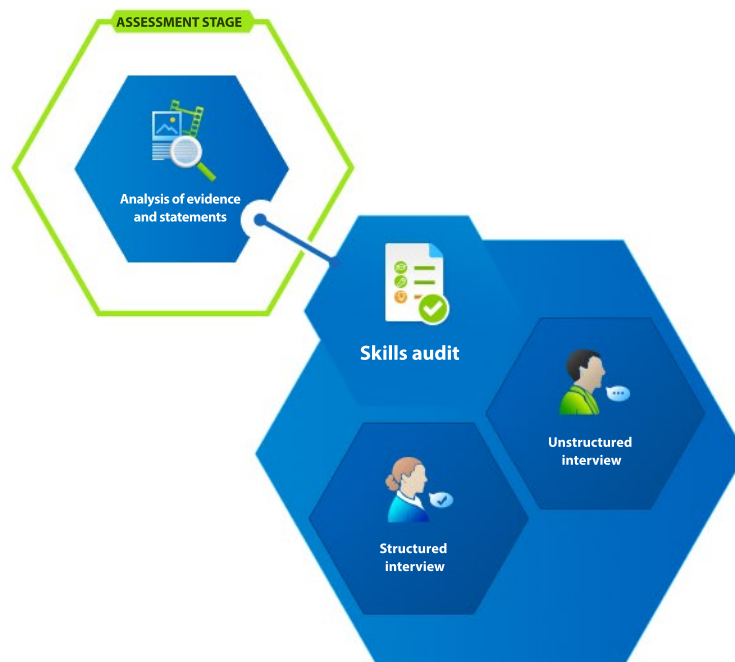 ASSESSMENT STAGE
Analysis of evidence
and statements
Skills audit
Unstructured
interview
Structured
interview